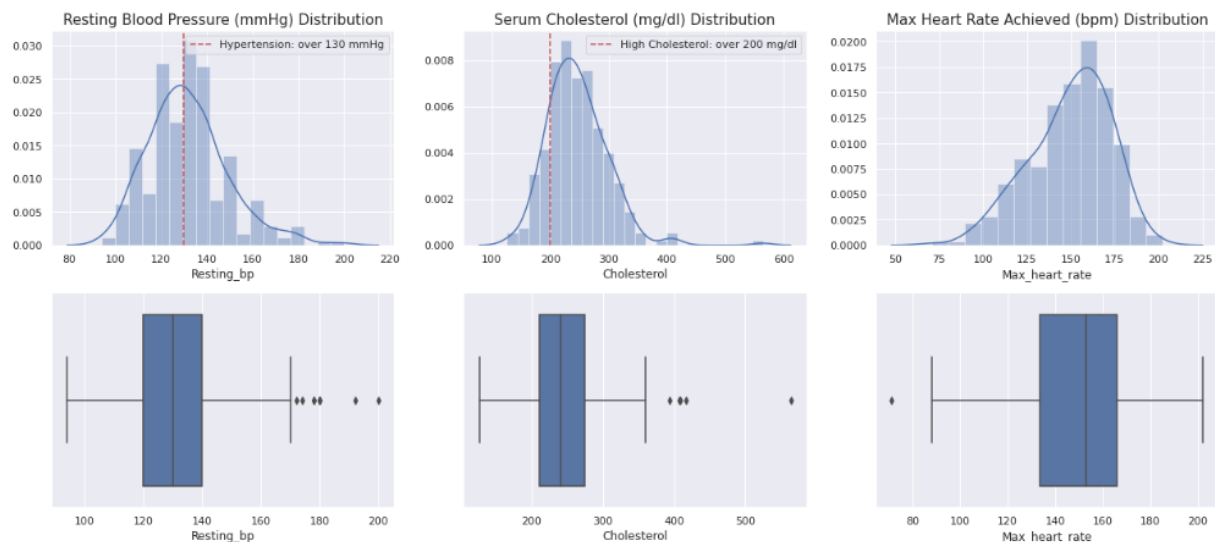 Resting Blood Pressure (mmHg) Distribution
0.030
0.025
0.020
0.015
0.010
0.005
0.000
Hypertension: over 130 mmHg
80 100 120 140 160 180 200 220
Resting_bp
Serum Cholesterol (mg/dl) Distribution
0.008
0.006
0.004
0.002
0.000
High Cholesterol: over 200 mg/dl
100 200 300 400 500 600
Cholesterol
Max Heart Rate Achieved (bpm) Distribution
0.0200
0.0175
0.0150
0.0125
0.0100
0.0075
0.0050
0.0025
0.0000
50 75 100 125 150 175 200 225
Max_heart_rate
100 120 140 160 180 200
Resting_bp
200 300 400 500
Cholesterol
80 100 120 140 160 180 200
Max_heart_rate